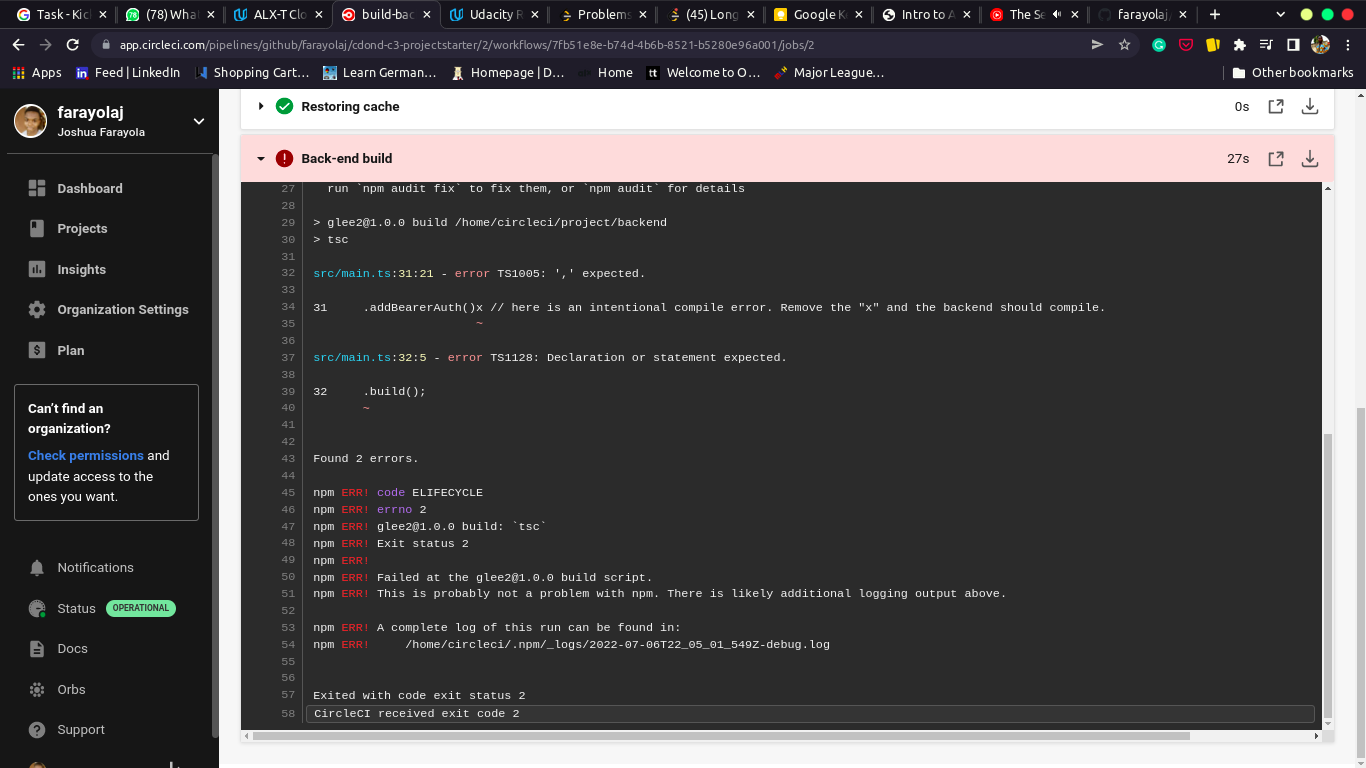 Task - Kick
(78) What
ALX-T Clo
build-bac
Udacity R
Problems
(45) Long
Google K
Intro to A
The Se
farayolaj
app.circleci.com/pipelines/github/farayolaj/cdond-c3-projectstarter/2/workflows/7fb51e8e-b74d-4b6b-8521-b5280e96a001/jobs/2
Apps
Feed | LinkedIn
Shopping Cart…
Learn German…
Homepage | D…
Home
tt Welcome to O…
Major League…
Other bookmarks
farayolaj
Joshua Farayola
Dashboard
Projects
Insights
Organization Settings
Plan
Can't find an
organization?
Check permissions and
update access to the
ones you want.
Notifications
Status OPERATIONAL
Docs
Orbs
Support
Restoring cache 0s
Back-end build 27s
27 run `npm audit fix` to fix them, or `npm audit` for details
28
29 > glee2@1.0.0 build /home/circleci/project/backend
30 > tsc
31
32 src/main.ts:31:21 - error TS1005: ',' expected.
33
34 31     .addBearerAuth()x // here is an intentional compile error. Remove the "x" and the backend should compile.
35 ~
36
37 src/main.ts:32:5 - error TS1128: Declaration or statement expected.
38
39 32     .build();
40 ~
41
42
43 Found 2 errors.
44
45 npm ERR! code ELIFECYCLE
46 npm ERR! errno 2
47 npm ERR! glee2@1.0.0 build: `tsc`
48 npm ERR! Exit status 2
49 npm ERR!
50 npm ERR! Failed at the glee2@1.0.0 build script.
51 npm ERR! This is probably not a problem with npm. There is likely additional logging output above.
52
53 npm ERR! A complete log of this run can be found in:
54 npm ERR!     /home/circleci/.npm/_logs/2022-07-06T22_05_01_549Z-debug.log
55
56
57 Exited with code exit status 2
58 CircleCI received exit code 2